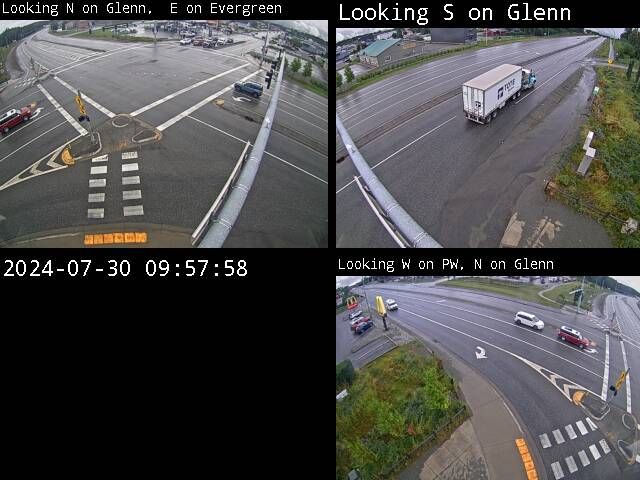 Looking N on Glenn,  E on Evergreen
Looking S on Glenn
2024-07-30 09:57:58
Looking W on PW, N on Glenn